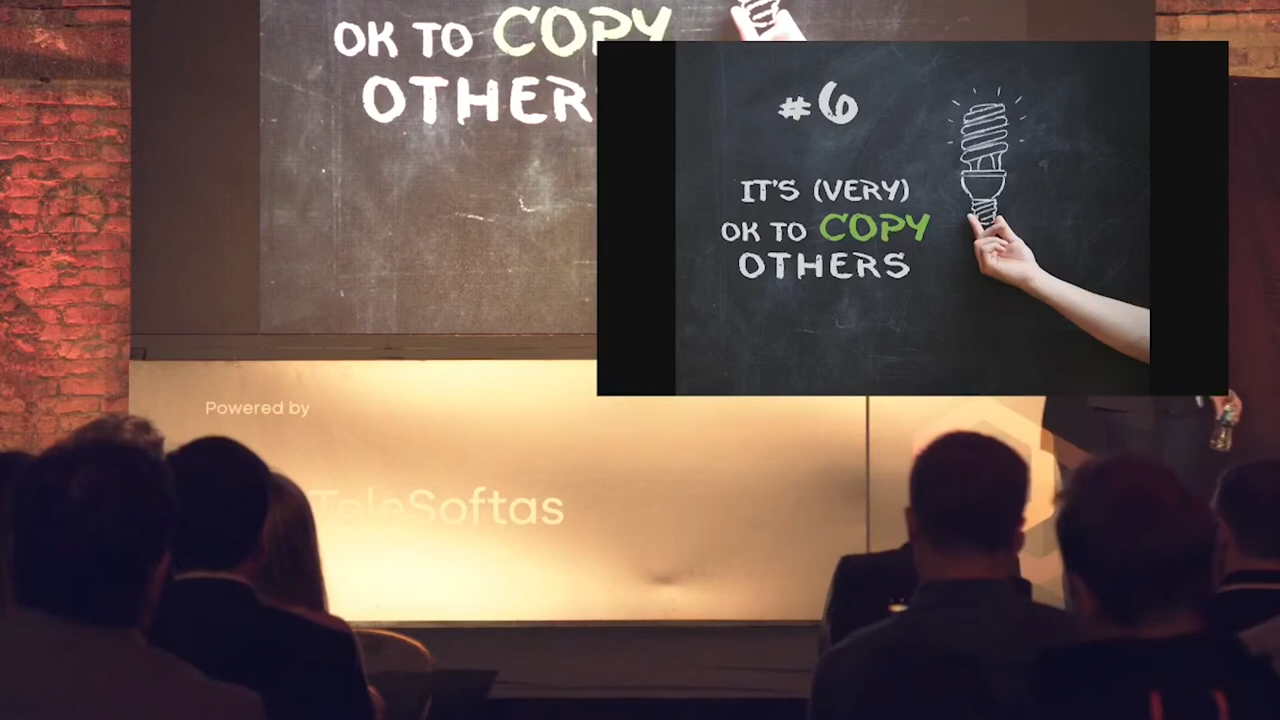 OK TO COPY
OTHER
#6
IT'S (VERY)
OK TO COPY
OTHERS
Powered by
TeleSoftas